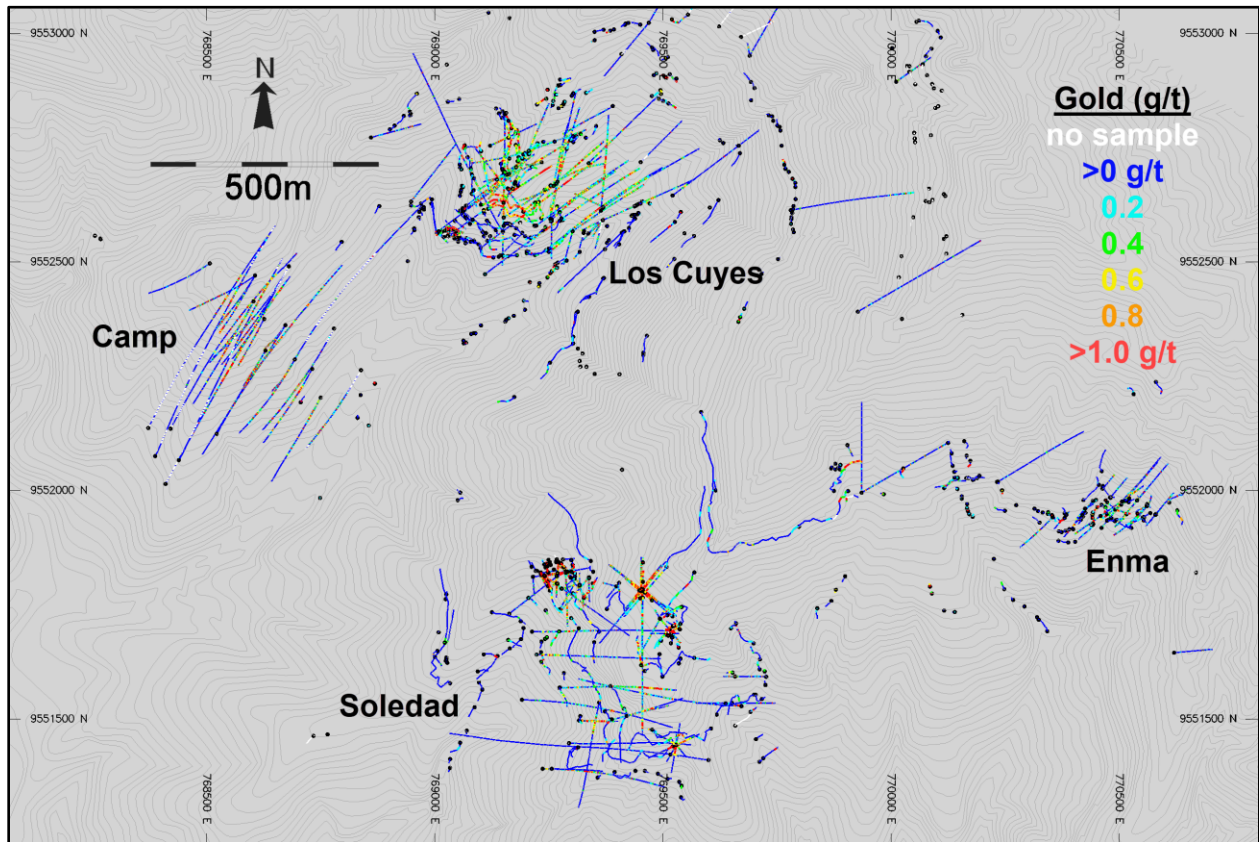 768500 E
769000 E
769500 E
770000 E
770500 E
9553000 N
9553000 N
N
500m
Gold (g/t)
no sample
>0 g/t
0.2
0.4
0.6
0.8
>1.0 g/t
9552500 N
9552500 N
Los Cuyes
Camp
9552000 N
9552000 N
Enma
Soledad
9551500 N
9551500 N
768500 E
769000 E
769500 E
770000 E
770500 E